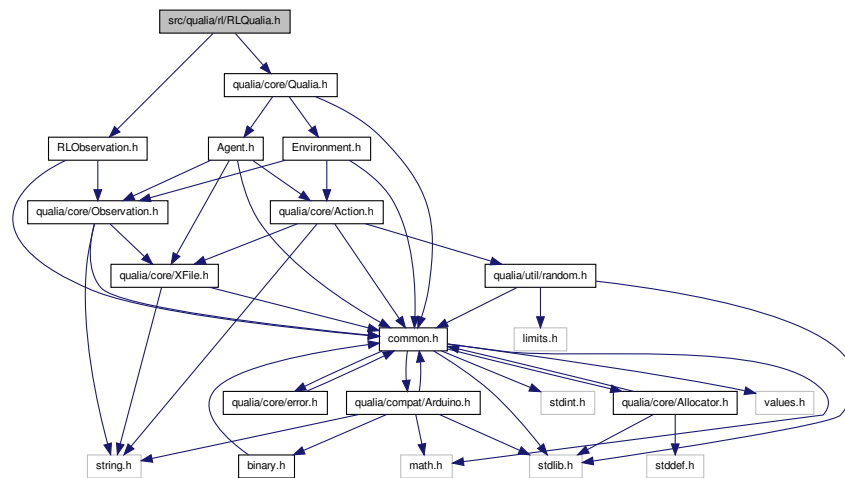 src/qualia/rl/RLQualia.h
qualia/core/Qualia.h
RLObservation.h
Agent.h
Environment.h
qualia/core/Observation.h
qualia/core/Action.h
qualia/core/XFile.h
qualia/util/random.h
common.h
limits.h
qualia/core/error.h
qualia/compat/Arduino.h
stdint.h
qualia/core/Allocator.h
values.h
string.h
binary.h
math.h
stdlib.h
stddef.h